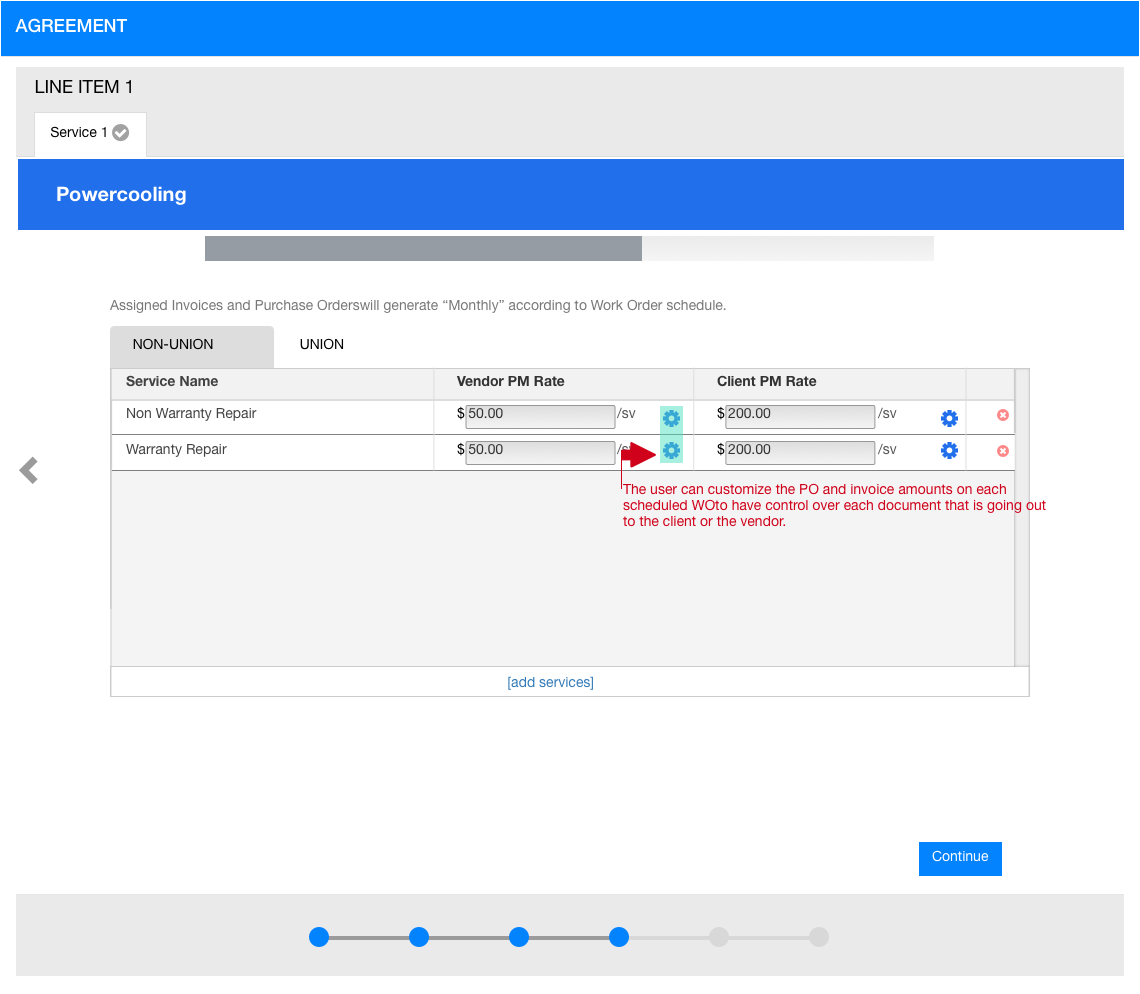 AGREEMENT
LINE ITEM 1
Service 1
Powercooling
Assigned Invoices and Purchase Orderswill generate “Monthly” according to Work Order schedule.
NON-UNION UNION
Service Name Vendor PM Rate Client PM Rate
Non Warranty Repair $ 50.00 /sv $ 200.00 /sv
Warranty Repair $ 50.00 /sv $ 200.00 /sv
The user can customize the PO and invoice amounts on each
scheduled WOto have control over each document that is going out
to the client or the vendor.
[add services]
Continue